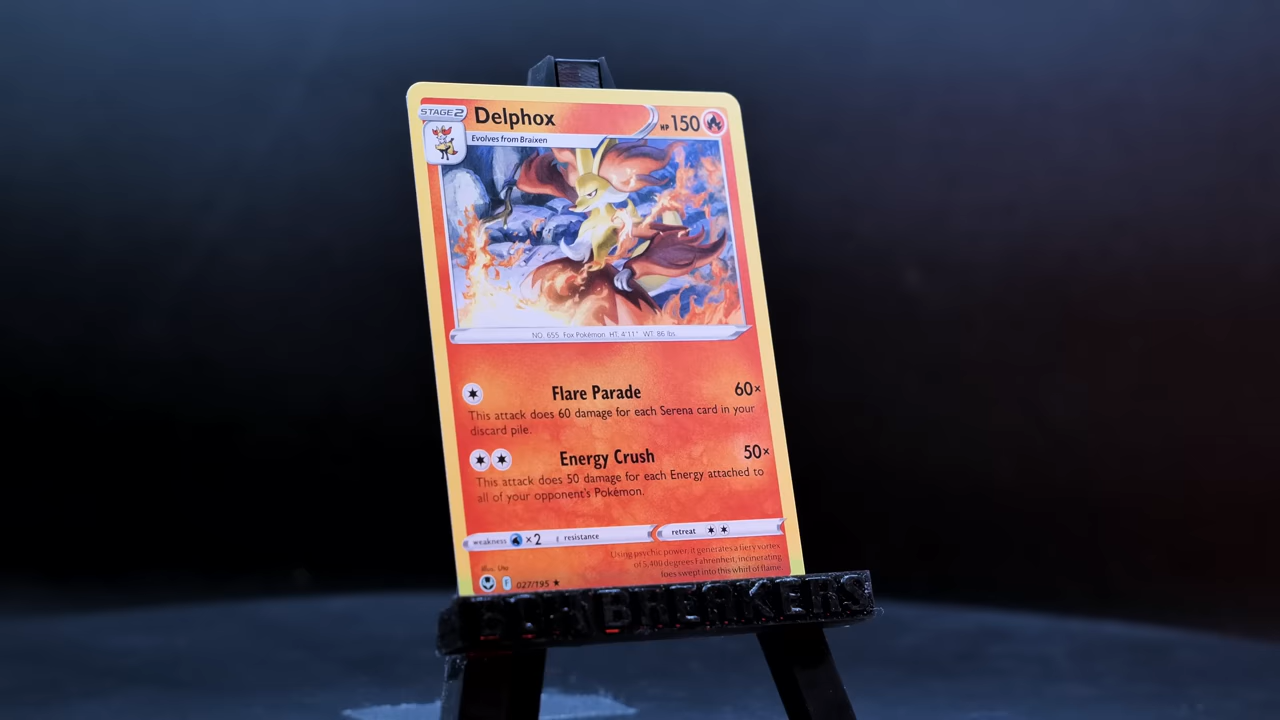 STAGE2
Delphox
HP 150
Evolves from Braixen
NO. 655 Fox Pokémon HT: 4'11" WT: 86 lbs.
Flare Parade 60×
This attack does 60 damage for each Serena card in your
discard pile.
Energy Crush 50×
This attack does 50 damage for each Energy attached to
all of your opponent's Pokémon.
weakness ×2 resistance retreat
Using psychic power, it generates a fiery vortex
of 5,400 degrees Fahrenheit, incinerating
foes swept into this whirl of flame.
Illus. Uto
F 027/195 ★